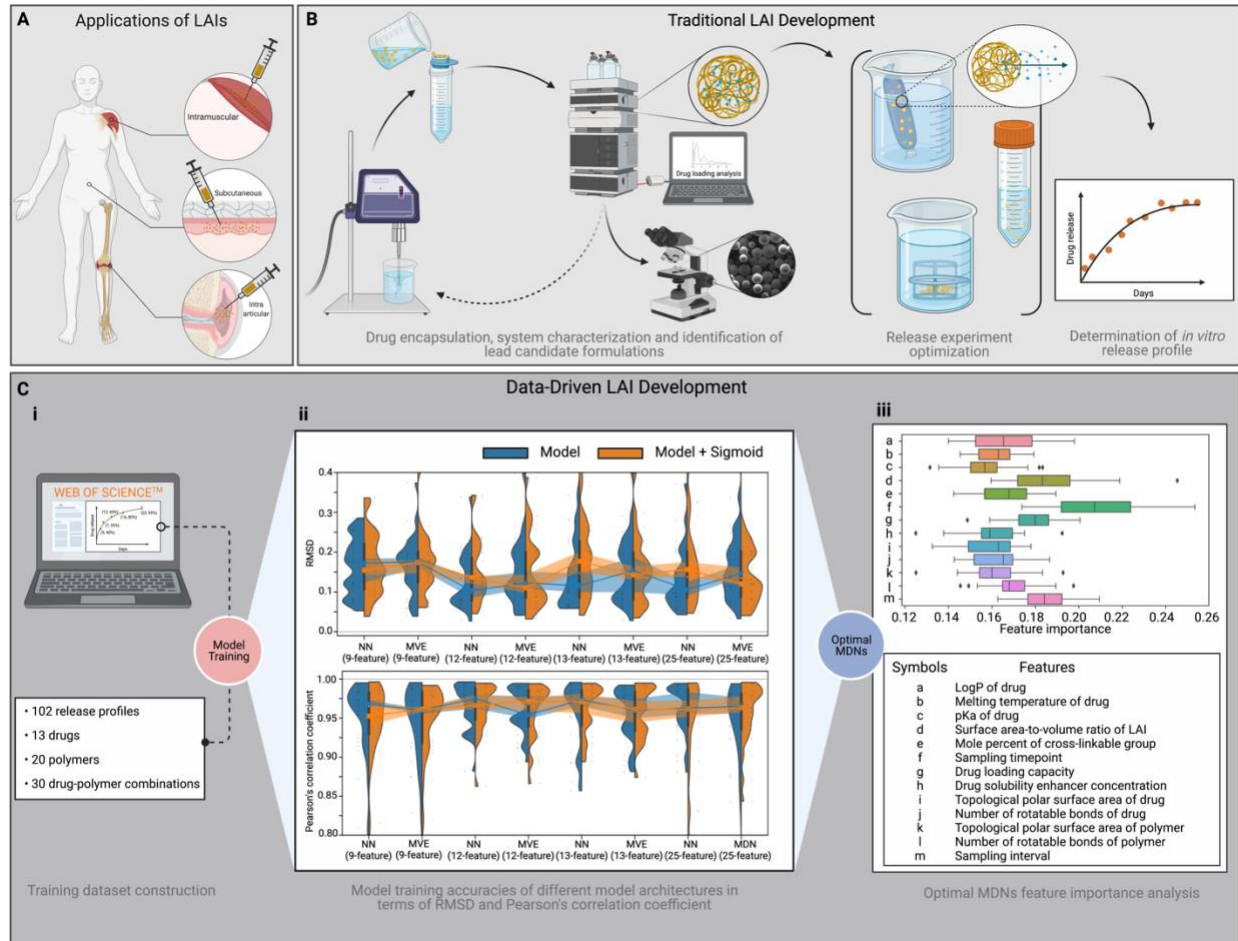 A
Applications of LAIs
Intramuscular
Subcutaneous
Intra
articular
B
Traditional LAI Development
Drug loading analysis
Drug encapsulation, system characterization and identification of
lead candidate formulations
Release experiment
optimization
Drug release
Days
Determination of in vitro
release profile
C
Data-Driven LAI Development
i
WEB OF SCIENCE™
Drug release
Days
Model
Training
• 102 release profiles
• 13 drugs
• 20 polymers
• 30 drug-polymer combinations
Training dataset construction
ii
Model
Model + Sigmoid
RMSD
0.4
0.3
0.2
0.1
0.0
NN MVE NN MVE NN MVE NN MVE
(9-feature) (9-feature) (12-feature) (12-feature) (13-feature) (13-feature) (25-feature) (25-feature)
Pearson's correlation coefficient
1.00
0.95
0.90
0.85
0.80
NN MVE NN MVE NN MVE NN MDN
(9-feature) (9-feature) (12-feature) (12-feature) (13-feature) (13-feature) (25-feature) (25-feature)
Model training accuracies of different model architectures in
terms of RMSD and Pearson's correlation coefficient
Optimal
MDNs
iii
a
b
c
d
e
f
g
h
i
j
k
l
m
0.12 0.14 0.16 0.18 0.20 0.22 0.24 0.26
Feature importance
Symbols Features
a LogP of drug
b Melting temperature of drug
c pKa of drug
d Surface area-to-volume ratio of LAI
e Mole percent of cross-linkable group
f Sampling timepoint
g Drug loading capacity
h Drug solubility enhancer concentration
i Topological polar surface area of drug
j Number of rotatable bonds of drug
k Topological polar surface area of polymer
l Number of rotatable bonds of polymer
m Sampling interval
Optimal MDNs feature importance analysis